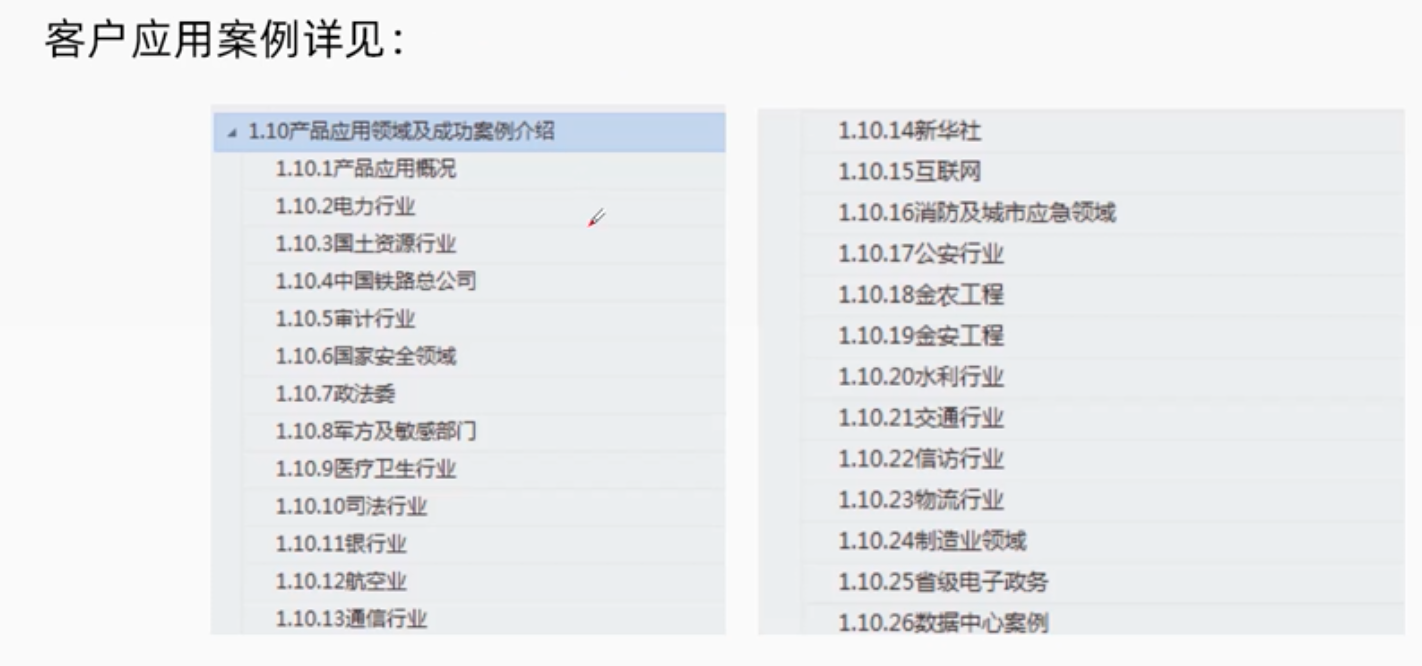 客户应用案例详见：
1.10产品应用领域及成功案例介绍
1.10.1产品应用概况
1.10.2电力行业
1.10.3国土资源行业
1.10.4中国铁路总公司
1.10.5审计行业
1.10.6国家安全领域
1.10.7政法委
1.10.8军方及敏感部门
1.10.9医疗卫生行业
1.10.10司法行业
1.10.11银行业
1.10.12航空业
1.10.13通信行业
1.10.14新华社
1.10.15互联网
1.10.16消防及城市应急领域
1.10.17公安行业
1.10.18金农工程
1.10.19金安工程
1.10.20水利行业
1.10.21交通行业
1.10.22信访行业
1.10.23物流行业
1.10.24制造业领域
1.10.25省级电子政务
1.10.26数据中心案例